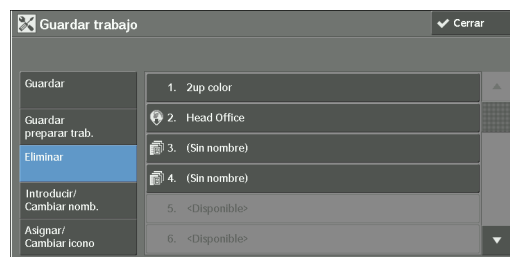 Guardar trabajo
Cerrar
Guardar
Guardar
preparar trab.
Eliminar
Introducir/
Cambiar nomb.
Asignar/
Cambiar icono
1. 2up color
2. Head Office
3. (Sin nombre)
4. (Sin nombre)
5. <Disponible>
6. <Disponible>